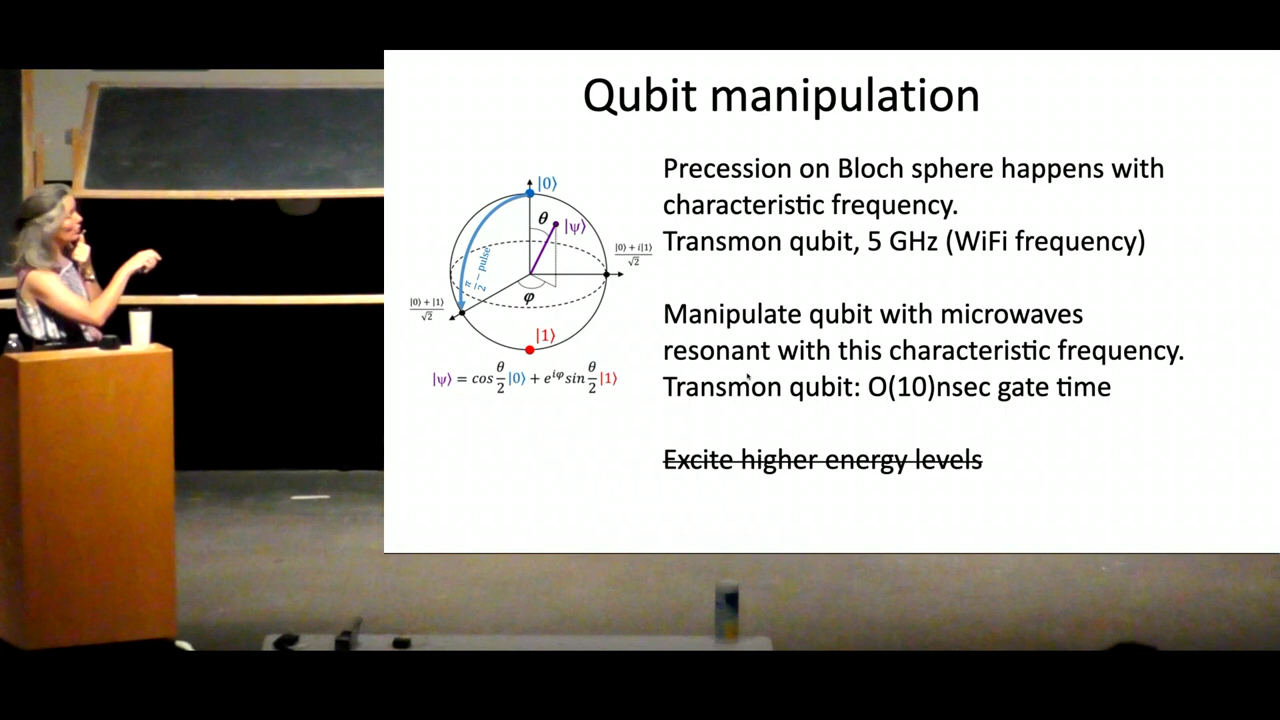 Qubit manipulation
Precession on Bloch sphere happens with
characteristic frequency.
Transmon qubit, 5 GHz (WiFi frequency)
Manipulate qubit with microwaves
resonant with this characteristic frequency.
Transmon qubit: O(10)nsec gate time
Excite higher energy levels
|0⟩
θ
|ψ⟩
|0⟩ + i|1⟩
√2
π/2 – pulse
φ
|0⟩ + |1⟩
√2
|1⟩
|ψ⟩ = cos θ/2 |0⟩ + e^{iφ} sin θ/2 |1⟩